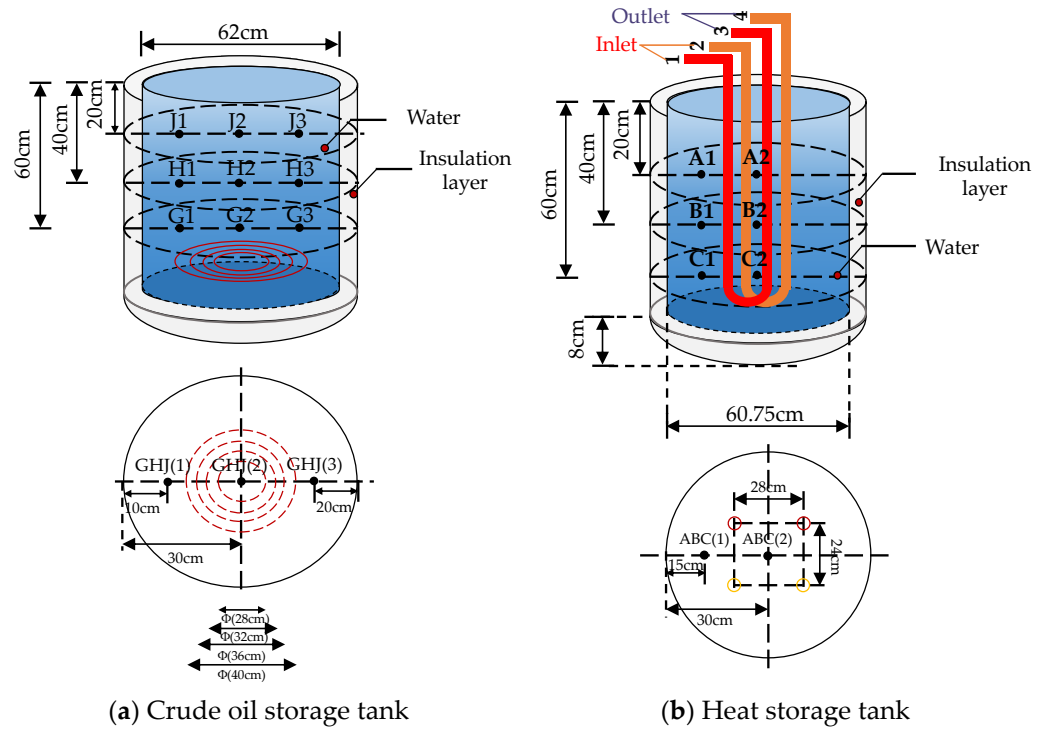 62cm
20cm
40cm
60cm
J1 J2 J3
H1 H2 H3
G1 G2 G3
Water
Insulation
layer
GHJ(1) GHJ(2) GHJ(3)
10cm
20cm
30cm
Φ(28cm)
Φ(32cm)
Φ(36cm)
Φ(40cm)
(a) Crude oil storage tank
Outlet
Inlet
1 2 3 4
20cm
40cm
60cm
8cm
A1 A2
B1 B2
C1 C2
Insulation
layer
Water
60.75cm
28cm
24cm
ABC(1) ABC(2)
15cm
30cm
(b) Heat storage tank